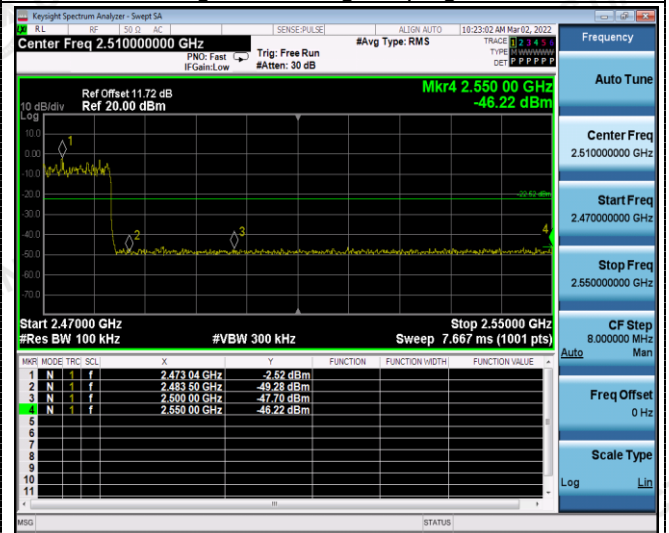 Keysight Spectrum Analyzer - Swept SA
RL RF 50 Ω AC SENSE:PULSE ALIGN AUTO 10:23:02 AM Mar 02, 2022
Center Freq 2.510000000 GHz
PNO: Fast
IFGain:Low
Trig: Free Run
#Atten: 30 dB
#Avg Type: RMS
TRACE 1 2 3 4 5 6
TYPE M WWWWW
DET P P P P P P
Frequency
Auto Tune
Center Freq
2.510000000 GHz
Start Freq
2.470000000 GHz
Stop Freq
2.550000000 GHz
CF Step
8.000000 MHz
Auto Man
Freq Offset
0 Hz
Scale Type
Log Lin
Mkr4 2.550 00 GHz
-46.22 dBm
Ref Offset 11.72 dB
10 dB/div Ref 20.00 dBm
Log
10.0
0.00
-10.0
-20.0
-30.0
-40.0
-50.0
-60.0
-70.0
1
2
3
4
-22.52 dBm
Start 2.47000 GHz Stop 2.55000 GHz
#Res BW 100 kHz #VBW 300 kHz Sweep 7.667 ms (1001 pts)
MKR MODE TRC SCL X Y FUNCTION FUNCTION WIDTH FUNCTION VALUE
1 N 1 f 2.473 04 GHz -2.52 dBm
2 N 1 f 2.483 50 GHz -49.28 dBm
3 N 1 f 2.500 00 GHz -47.70 dBm
4 N 1 f 2.550 00 GHz -46.22 dBm
5
6
7
8
9
10
11
MSG STATUS